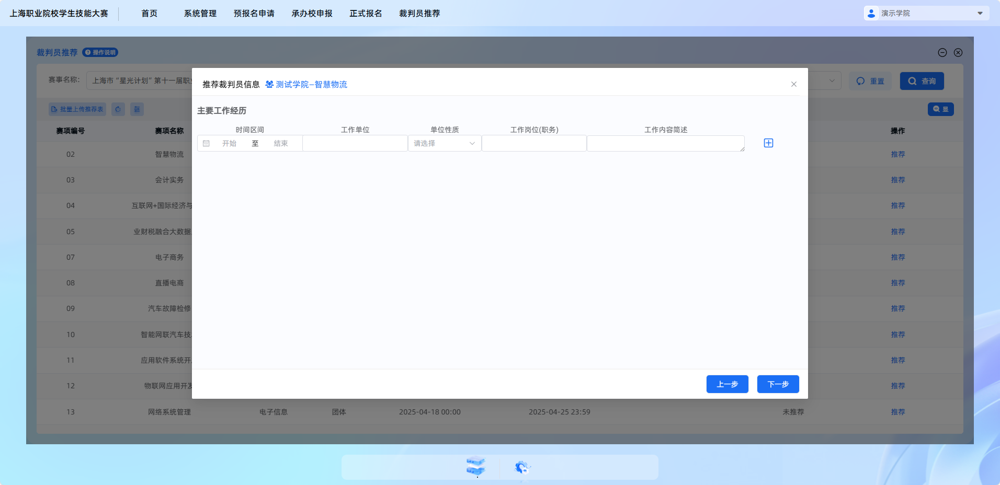 上海职业院校学生技能大赛 首页 系统管理 预报名申请 承办校申报 正式报名 裁判员推荐 演示学院
裁判员推荐 操作说明
赛事名称: 上海市“星光计划”第十一届职 重置 查询
推荐裁判员信息 测试学院–智慧物流
批量上传推荐表 显
主要工作经历
赛项编号 赛项名称 操作
时间区间 工作单位 单位性质 工作岗位(职务) 工作内容简述
开始 至 结束 请选择
02 智慧物流 推荐
03 会计实务 推荐
04 互联网+国际经济与 推荐
05 业财税融合大数据 推荐
07 电子商务 推荐
08 直播电商 推荐
09 汽车故障检修 推荐
10 智能网联汽车技 推荐
11 应用软件系统开 推荐
12 物联网应用开发 推荐
上一步 下一步
13 网络系统管理 电子信息 团体 2025-04-18 00:00 2025-04-25 23:59 未推荐 推荐